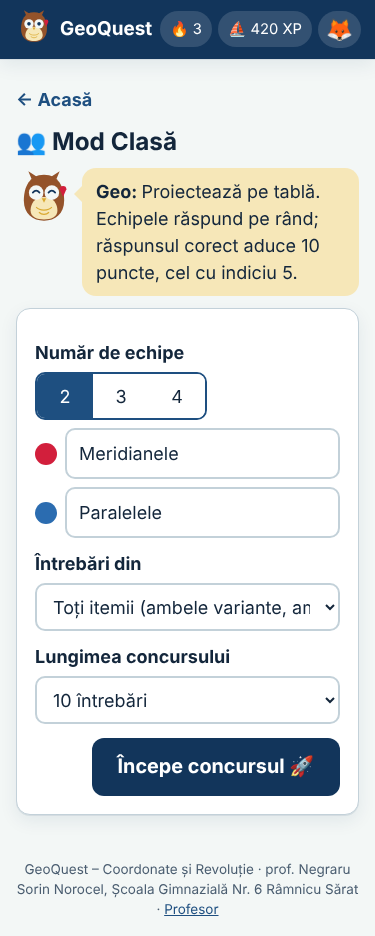 GeoQuest 🔥 3 ⛵ 420 XP
← Acasă
👥 Mod Clasă
Geo: Proiectează pe tablă.
Echipele răspund pe rând;
răspunsul corect aduce 10
puncte, cel cu indiciu 5.
Număr de echipe
2 3 4
Meridianele
Paralelele
Întrebări din
Toți itemii (ambele variante, an
Lungimea concursului
10 întrebări
Începe concursul 🚀
GeoQuest – Coordonate și Revoluție · prof. Negraru
Sorin Norocel, Școala Gimnazială Nr. 6 Râmnicu Sărat
· Profesor